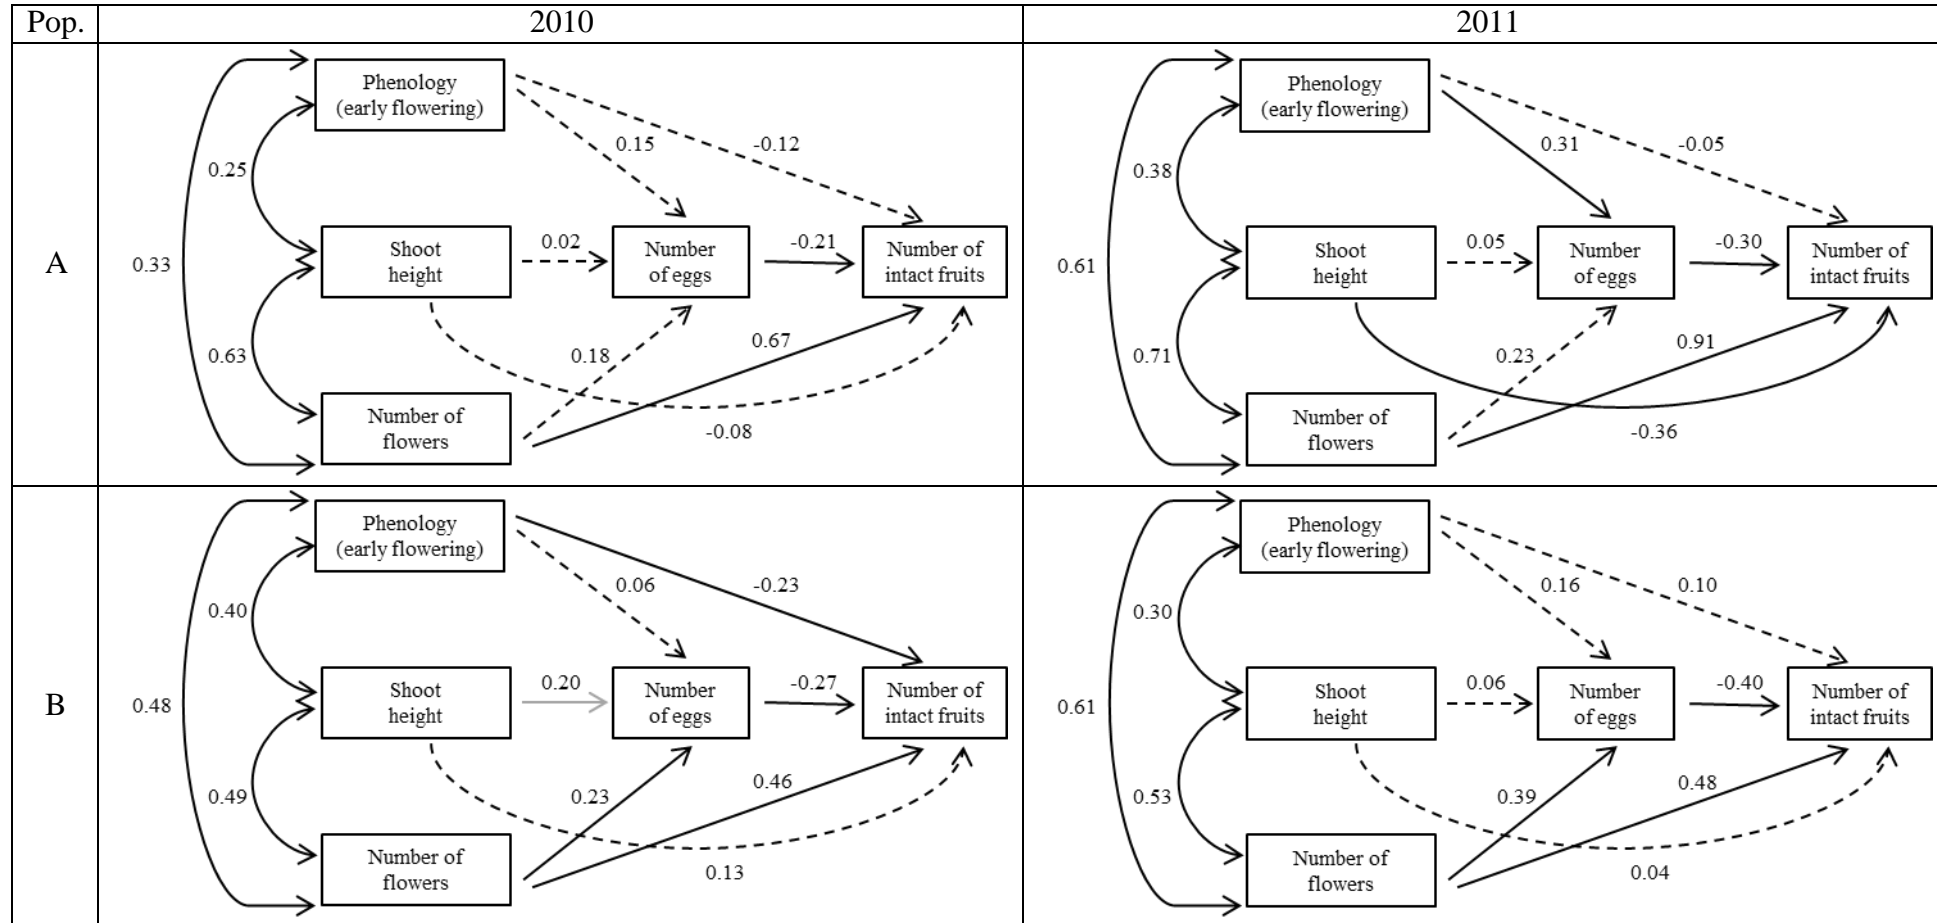 Pop.
2010
2011
A
Phenology
(early flowering)
0.15
-0.12
0.25
Shoot
height
0.02
Number
of eggs
-0.21
Number of
intact fruits
0.33
0.63
0.18
0.67
Number of
flowers
-0.08
Phenology
(early flowering)
0.31
-0.05
0.38
Shoot
height
0.05
Number
of eggs
-0.30
Number of
intact fruits
0.61
0.71
0.23
0.91
Number of
flowers
-0.36
B
Phenology
(early flowering)
0.06
-0.23
0.40
Shoot
height
0.20
Number
of eggs
-0.27
Number of
intact fruits
0.48
0.49
0.23
0.46
Number of
flowers
0.13
Phenology
(early flowering)
0.16
0.10
0.30
Shoot
height
0.06
Number
of eggs
-0.40
Number of
intact fruits
0.61
0.53
0.39
0.48
Number of
flowers
0.04